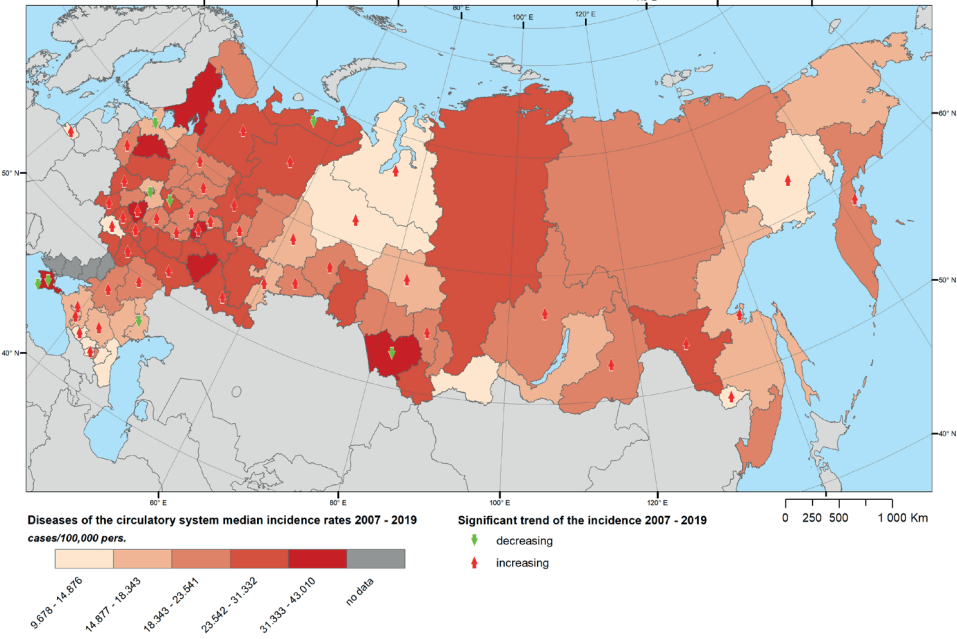 80° E
100° E
120° E
60° N
50° N
50° N
40° N
40° N
60° E
80° E
100° E
120° E
Diseases of the circulatory system median incidence rates 2007 - 2019
cases/100,000 pers.
9.678 - 14.876
14.877 - 18.343
18.343 - 23.541
23.542 - 31.332
31.333 - 43.010
no data
Significant trend of the incidence 2007 - 2019
decreasing
increasing
0 250 500 1 000 Km